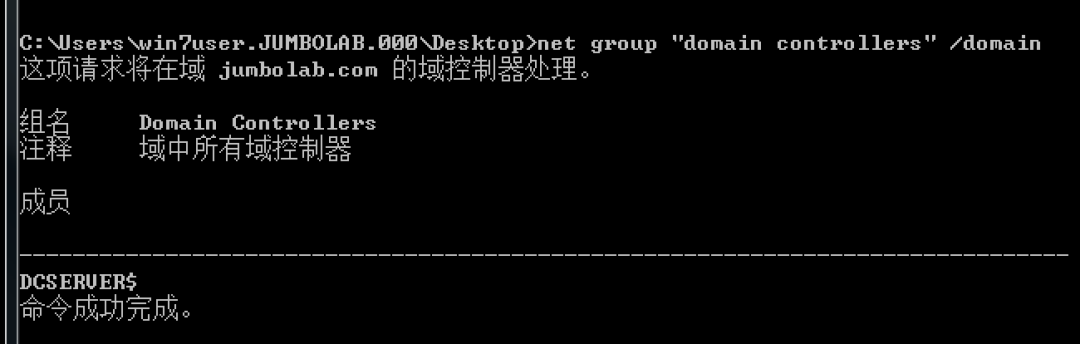 C:\Users\win7user.JUMBOLAB.000\Desktop>net group "domain controllers" /domain
这项请求将在域 jumbolab.com 的域控制器处理。
组名 Domain Controllers
注释 域中所有域控制器
成员
-------------------------------------------------------------------------------
DCSERVER$
命令成功完成。